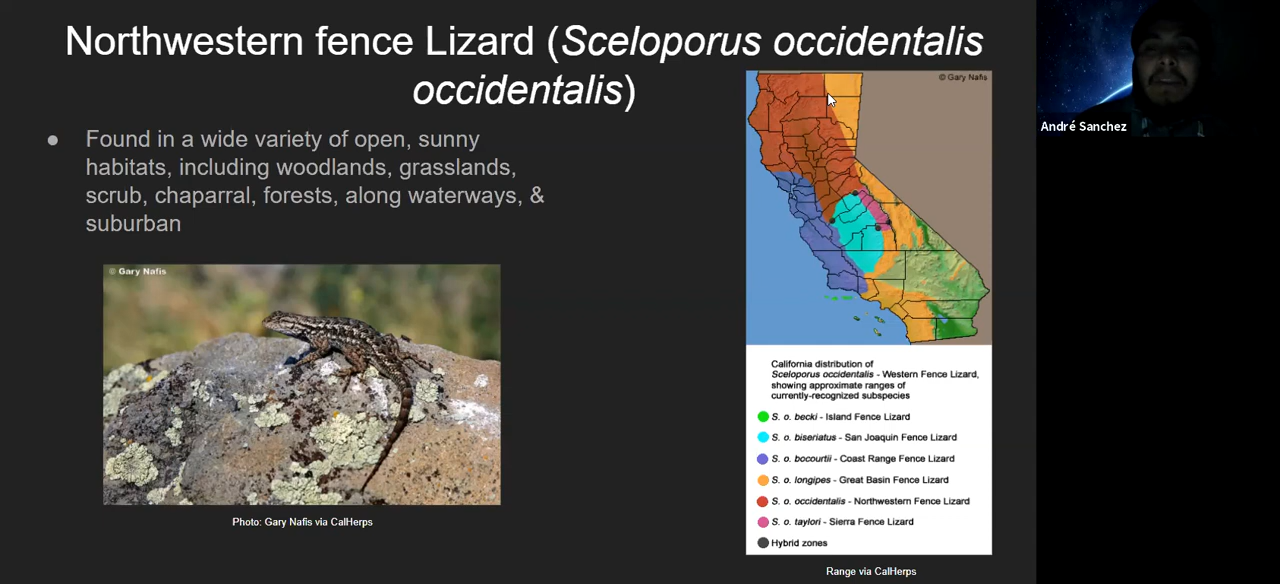 Northwestern fence Lizard (Sceloporus occidentalis
occidentalis)
● Found in a wide variety of open, sunny
habitats, including woodlands, grasslands,
scrub, chaparral, forests, along waterways, &
suburban
© Gary Nafis
Photo: Gary Nafis via CalHerps
© Gary Nafis
California distribution of
Sceloporus occidentalis - Western Fence Lizard,
showing approximate ranges of
currently-recognized subspecies
S. o. becki - Island Fence Lizard
S. o. biseriatus - San Joaquin Fence Lizard
S. o. bocourtii - Coast Range Fence Lizard
S. o. longipes - Great Basin Fence Lizard
S. o. occidentalis - Northwestern Fence Lizard
S. o. taylori - Sierra Fence Lizard
Hybrid zones
Range via CalHerps
André Sanchez